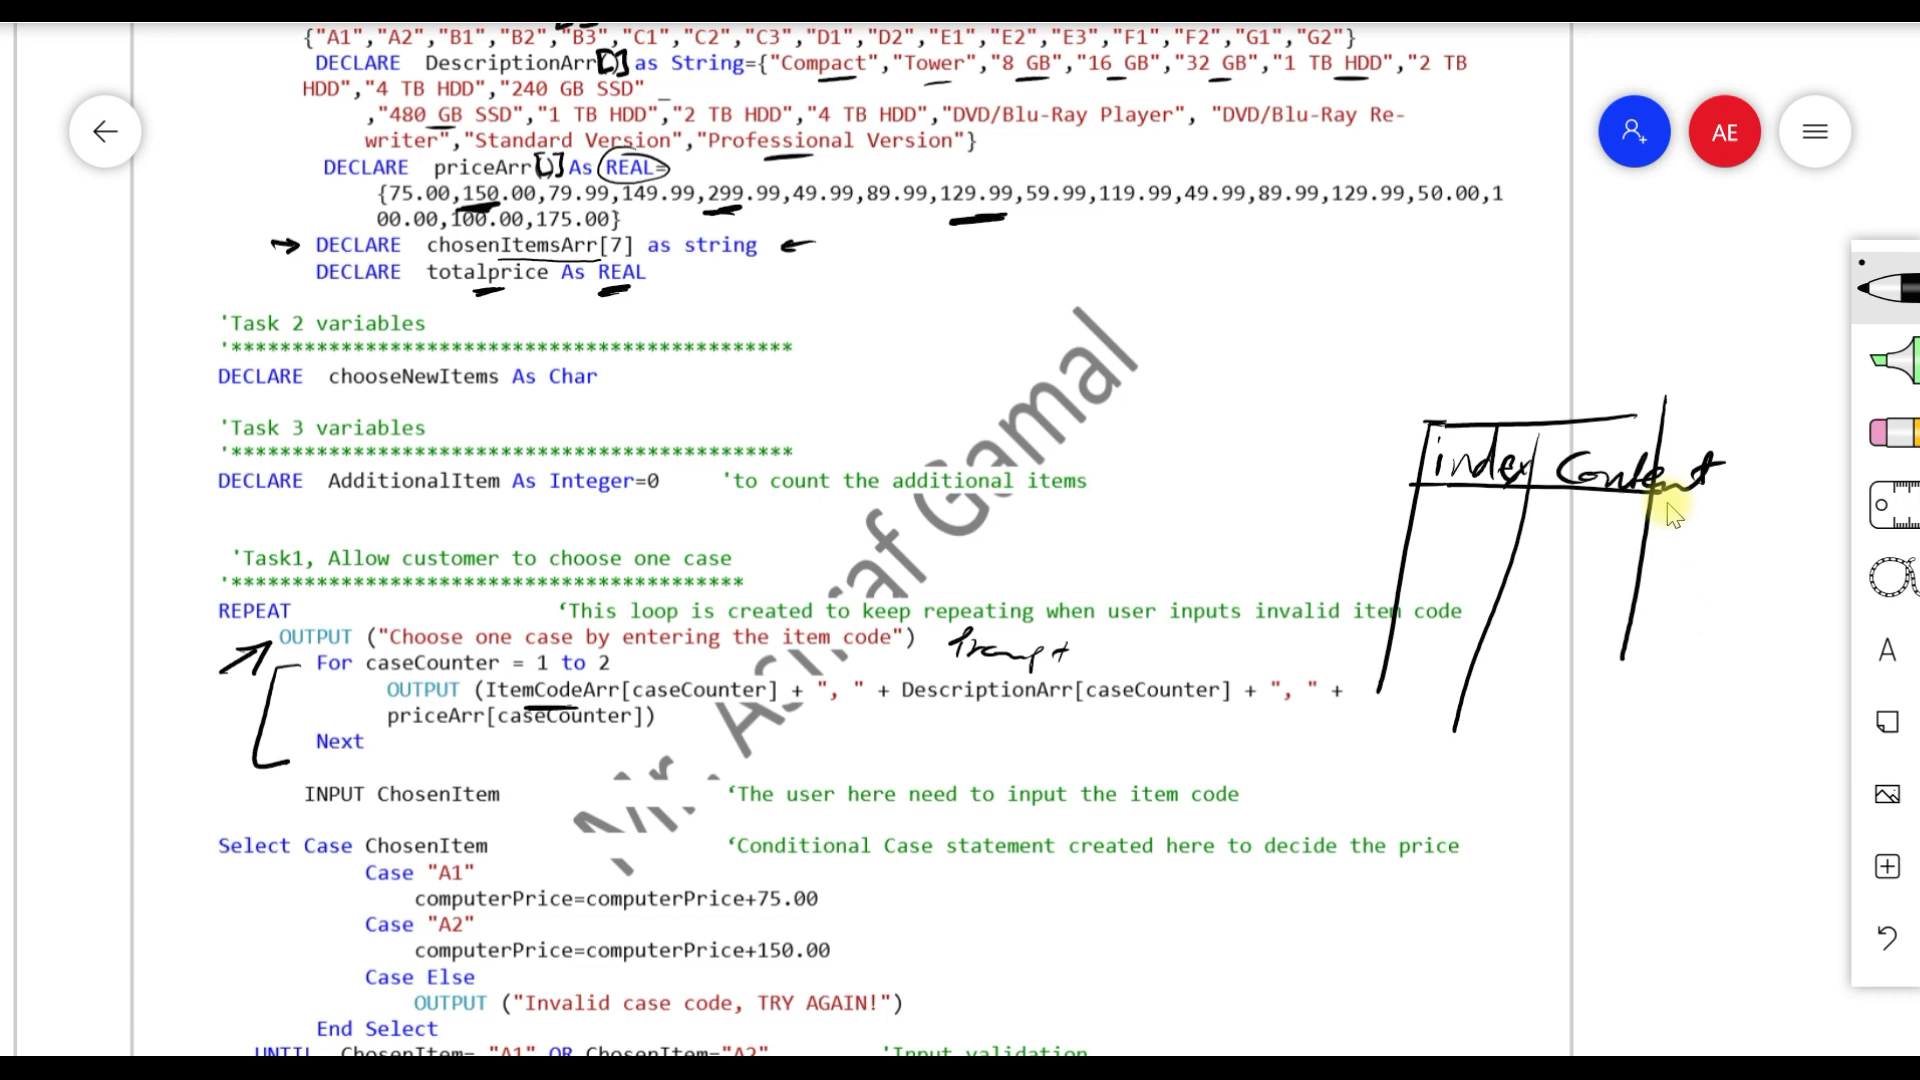 {"A1","A2","B1","B2","B3","C1","C2","C3","D1","D2","E1","E2","E3","F1","F2","G1","G2"}
DECLARE DescriptionArr[] as String={"Compact","Tower","8 GB","16 GB","32 GB","1 TB HDD","2 TB
HDD","4 TB HDD","240 GB SSD" _
,"480 GB SSD","1 TB HDD","2 TB HDD","4 TB HDD","DVD/Blu-Ray Player", "DVD/Blu-Ray Re-
writer","Standard Version","Professional Version"}
DECLARE priceArr[] As REAL=
{75.00,150.00,79.99,149.99,299.99,49.99,89.99,129.99,59.99,119.99,49.99,89.99,129.99,50.00,1
00.00,100.00,175.00}
DECLARE chosenItemsArr[7] as string
DECLARE totalprice As REAL
'Task 2 variables
'**********************************************
DECLARE chooseNewItems As Char
'Task 3 variables
'**********************************************
DECLARE AdditionalItem As Integer=0 'to count the additional items
index Content
'Task1, Allow customer to choose one case
'******************************************
REPEAT ‘This loop is created to keep repeating when user inputs invalid item code
OUTPUT ("Choose one case by entering the item code") Prompt
For caseCounter = 1 to 2
OUTPUT (ItemCodeArr[caseCounter] + ", " + DescriptionArr[caseCounter] + ", " +
priceArr[caseCounter])
Next
INPUT ChosenItem ‘The user here need to input the item code
Select Case ChosenItem ‘Conditional Case statement created here to decide the price
Case "A1"
computerPrice=computerPrice+75.00
Case "A2"
computerPrice=computerPrice+150.00
Case Else
OUTPUT ("Invalid case code, TRY AGAIN!")
End Select
UNTIL ChosenItem= "A1" OR ChosenItem="A2" 'Input validation
Mr. Ashraf Gamal
AE
A